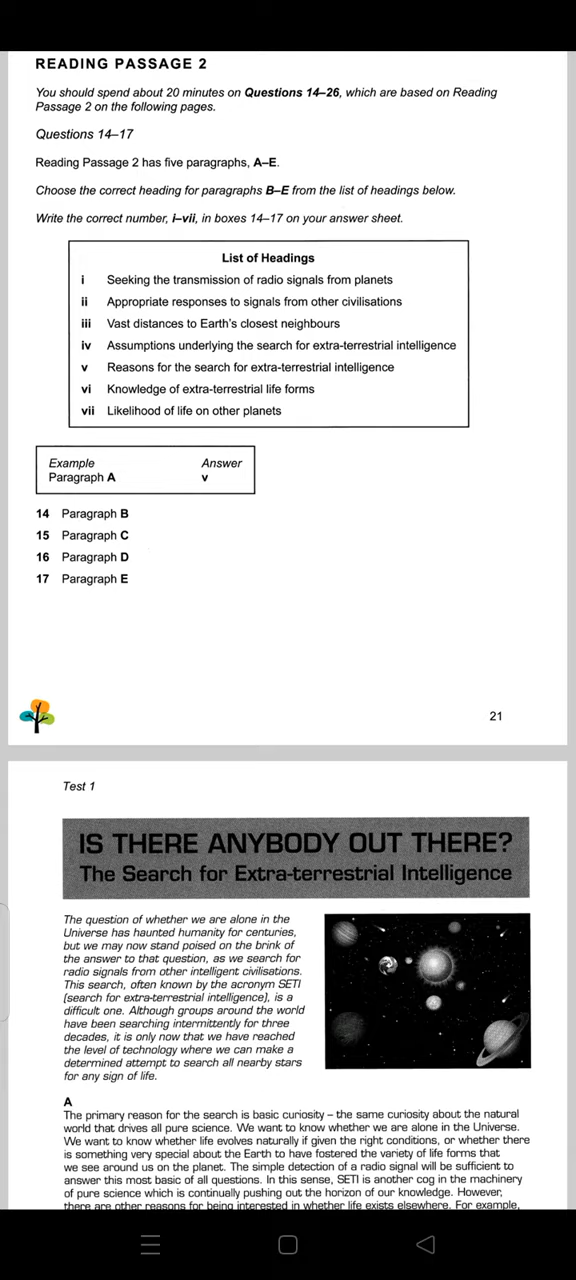 READING PASSAGE 2
You should spend about 20 minutes on Questions 14–26, which are based on Reading
Passage 2 on the following pages.
Questions 14–17
Reading Passage 2 has five paragraphs, A–E.
Choose the correct heading for paragraphs B–E from the list of headings below.
Write the correct number, i–vii, in boxes 14–17 on your answer sheet.
List of Headings
i Seeking the transmission of radio signals from planets
ii Appropriate responses to signals from other civilisations
iii Vast distances to Earth's closest neighbours
iv Assumptions underlying the search for extra-terrestrial intelligence
v Reasons for the search for extra-terrestrial intelligence
vi Knowledge of extra-terrestrial life forms
vii Likelihood of life on other planets
Example Answer
Paragraph A v
14 Paragraph B
15 Paragraph C
16 Paragraph D
17 Paragraph E
21
Test 1
IS THERE ANYBODY OUT THERE?
The Search for Extra-terrestrial Intelligence
The question of whether we are alone in the
Universe has haunted humanity for centuries,
but we may now stand poised on the brink of
the answer to that question, as we search for
radio signals from other intelligent civilisations.
This search, often known by the acronym SETI
(search for extra-terrestrial intelligence), is a
difficult one. Although groups around the world
have been searching intermittently for three
decades, it is only now that we have reached
the level of technology where we can make a
determined attempt to search all nearby stars
for any sign of life.
A
The primary reason for the search is basic curiosity – the same curiosity about the natural
world that drives all pure science. We want to know whether we are alone in the Universe.
We want to know whether life evolves naturally if given the right conditions, or whether there
is something very special about the Earth to have fostered the variety of life forms that
we see around us on the planet. The simple detection of a radio signal will be sufficient to
answer this most basic of all questions. In this sense, SETI is another cog in the machinery
of pure science which is continually pushing out the horizon of our knowledge. However,
there are other reasons for being interested in whether life exists elsewhere. For example,